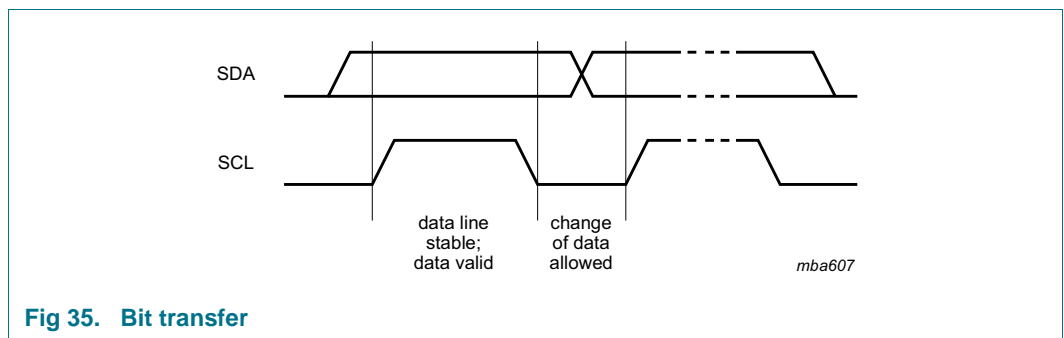 SDA
SCL
data line
stable;
data valid
change
of data
allowed
mba607
Fig 35. Bit transfer